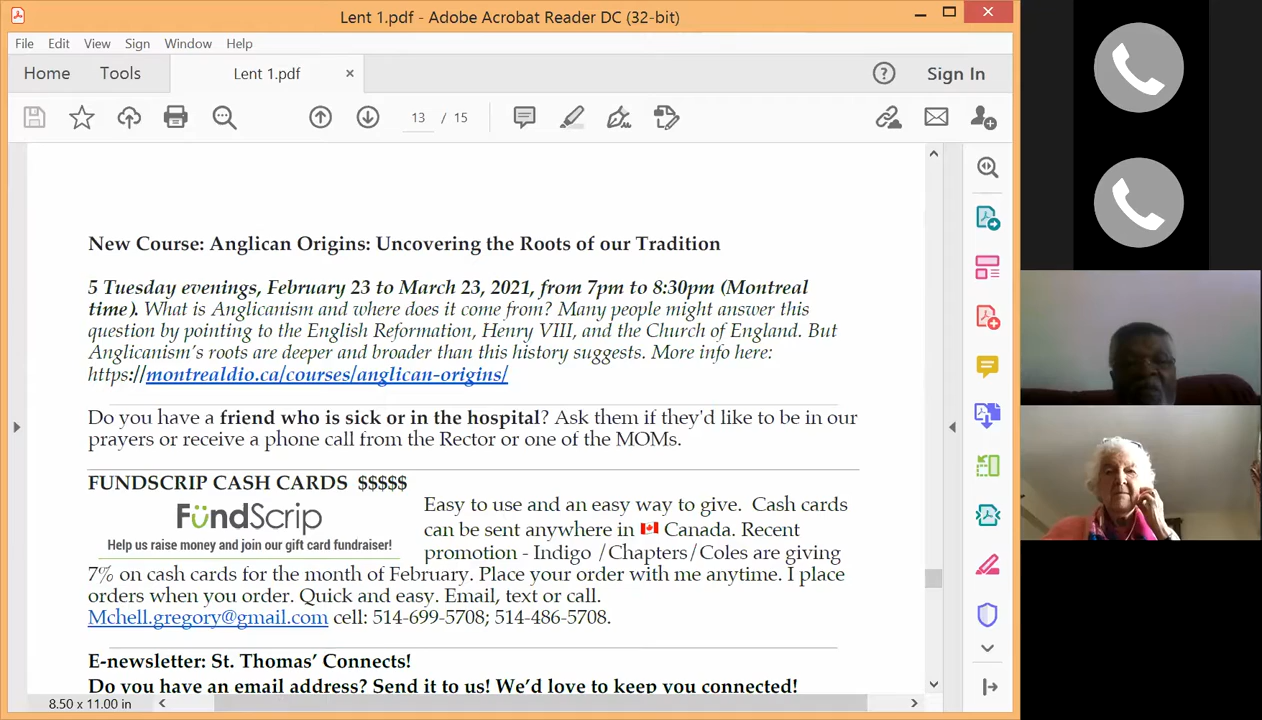 Lent 1.pdf - Adobe Acrobat Reader DC (32-bit)
File Edit View Sign Window Help
Home Tools Lent 1.pdf × ? Sign In
13 / 15
New Course: Anglican Origins: Uncovering the Roots of our Tradition
5 Tuesday evenings, February 23 to March 23, 2021, from 7pm to 8:30pm (Montreal
time). What is Anglicanism and where does it come from? Many people might answer this
question by pointing to the English Reformation, Henry VIII, and the Church of England. But
Anglicanism's roots are deeper and broader than this history suggests. More info here:
https://montrealdio.ca/courses/anglican-origins/
Do you have a friend who is sick or in the hospital? Ask them if they'd like to be in our
prayers or receive a phone call from the Rector or one of the MOMs.
FUNDSCRIP CASH CARDS $$$$$
FündScrip
Help us raise money and join our gift card fundraiser!
Easy to use and an easy way to give. Cash cards
can be sent anywhere in 🇨🇦 Canada. Recent
promotion - Indigo /Chapters/Coles are giving
7% on cash cards for the month of February. Place your order with me anytime. I place
orders when you order. Quick and easy. Email, text or call.
Mchell.gregory@gmail.com cell: 514-699-5708; 514-486-5708.
E-newsletter: St. Thomas' Connects!
Do you have an email address? Send it to us! We'd love to keep you connected!
8.50 x 11.00 in